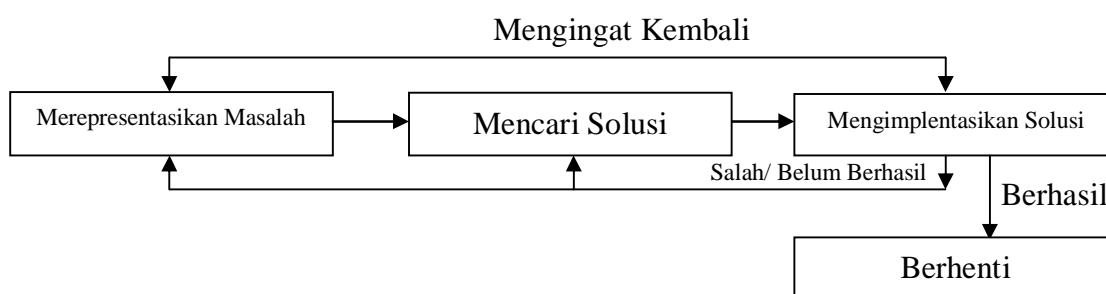 Mengingat Kembali
Merepresentasikan Masalah
Mencari Solusi
Mengimplentasikan Solusi
Salah/ Belum Berhasil
Berhasil
Berhenti